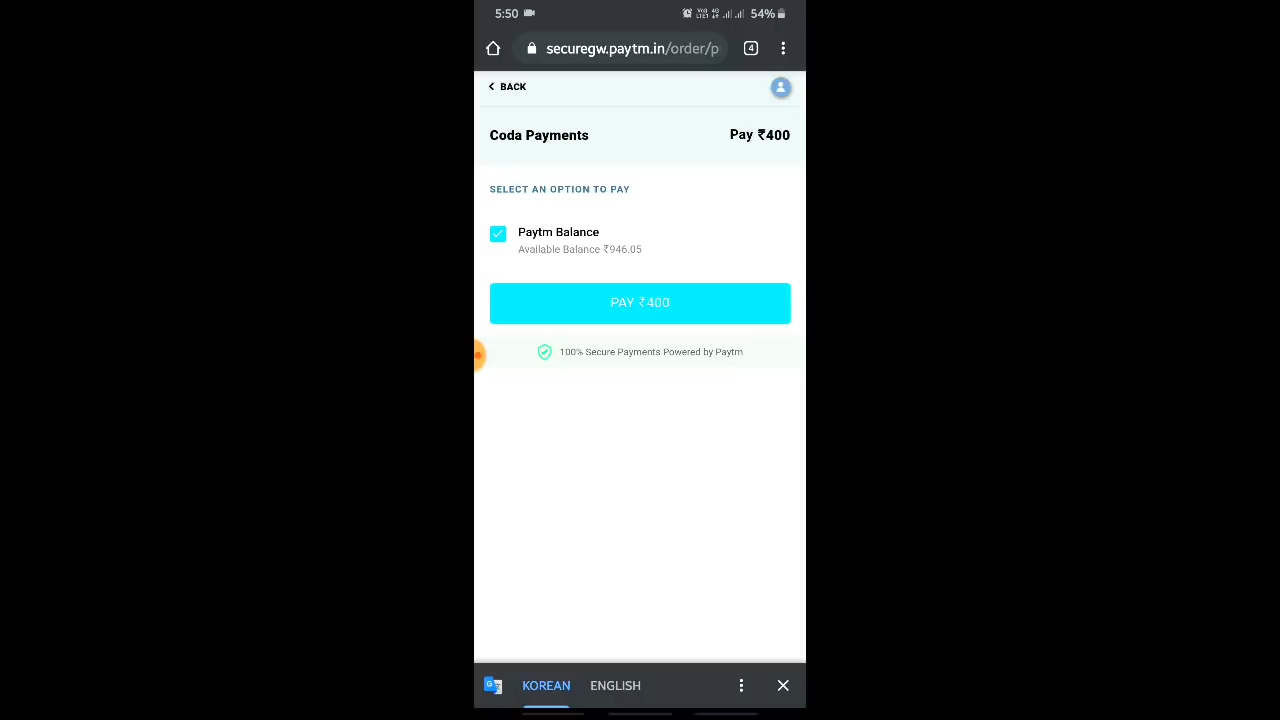 5:50
54%
securegw.paytm.in/order/p
4
BACK
Coda Payments
Pay ₹400
SELECT AN OPTION TO PAY
Paytm Balance
Available Balance ₹946.05
PAY ₹400
100% Secure Payments Powered by Paytm
KOREAN
ENGLISH